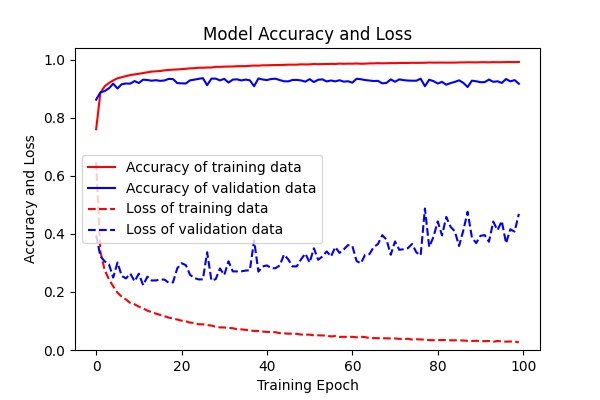 Model Accuracy and Loss
Accuracy and Loss
1.0
0.8
0.6
0.4
0.2
0.0
Accuracy of training data
Accuracy of validation data
Loss of training data
Loss of validation data
0 20 40 60 80 100
Training Epoch